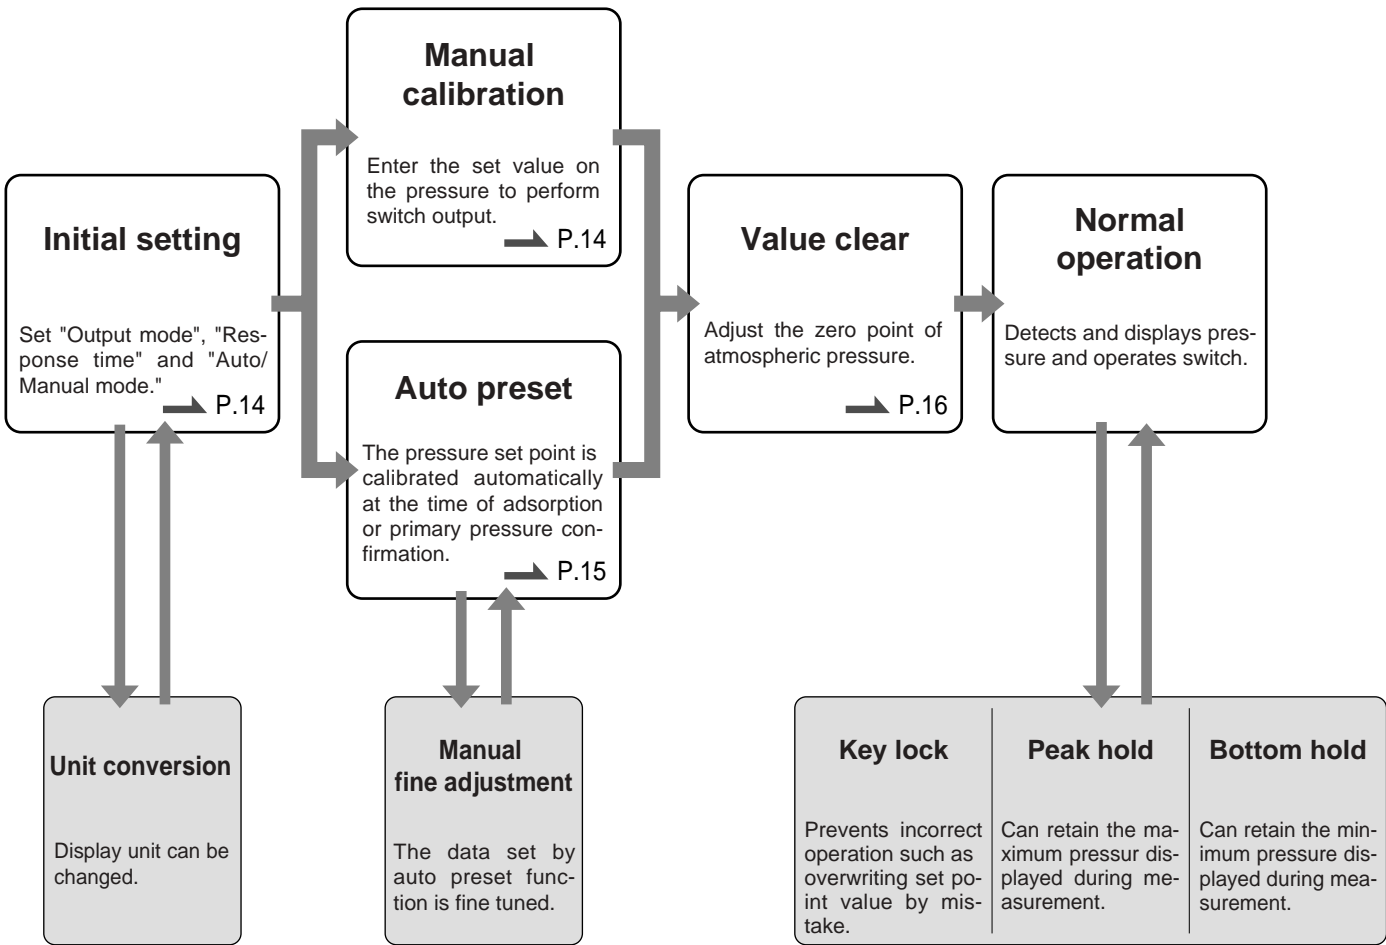 Manual
calibration
Enter the set value on
the pressure to perform
switch output.
P.14
Initial setting
Set "Output mode", "Res-
ponse time" and "Auto/
Manual mode."
P.14
Auto preset
The pressure set point is
calibrated automatically
at the time of adsorption
or primary pressure con-
firmation.
P.15
Value clear
Adjust the zero point of
atmospheric pressure.
P.16
Normal
operation
Detects and displays pres-
sure and operates switch.
Unit conversion
Display unit can be
changed.
Manual
fine adjustment
The data set by
auto preset func-
tion is fine tuned.
Key lock
Prevents incorrect
operation such as
overwriting set po-
int value by mis-
take.
Peak hold
Can retain the ma-
ximum pressur dis-
played during me-
asurement.
Bottom hold
Can retain the min-
imum pressure dis-
played during mea-
surement.